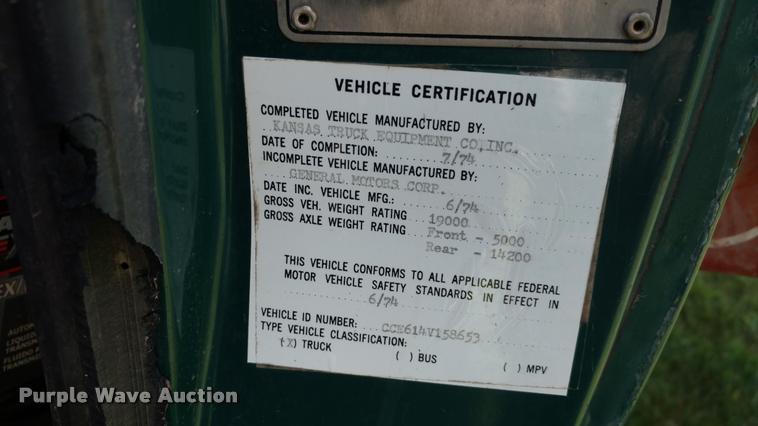 VEHICLE CERTIFICATION
COMPLETED VEHICLE MANUFACTURED BY:
KANSAS TRUCK EQUIPMENT CO,INC.
DATE OF COMPLETION: 7/74
INCOMPLETE VEHICLE MANUFACTURED BY:
GENERAL MOTORS CORP.
DATE INC. VEHICLE MFG.: 6/74
GROSS VEH. WEIGHT RATING 19000
GROSS AXLE WEIGHT RATING Front - 5000
Rear - 14200
THIS VEHICLE CONFORMS TO ALL APPLICABLE FEDERAL
MOTOR VEHICLE SAFETY STANDARDS IN EFFECT IN
6/74
VEHICLE ID NUMBER: CCE614V158653
TYPE VEHICLE CLASSIFICATION:
(X) TRUCK ( ) BUS ( ) MPV
Purple Wave Auction